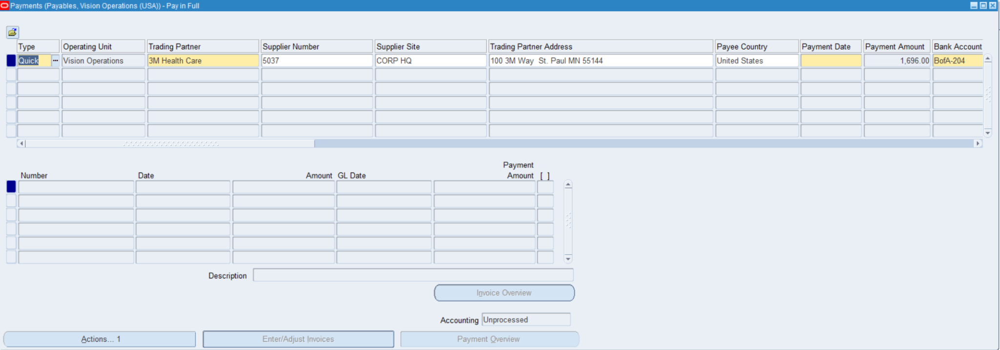 Payments (Payables, Vision Operations (USA)) - Pay in Full
Type Operating Unit Trading Partner Supplier Number Supplier Site Trading Partner Address Payee Country Payment Date Payment Amount Bank Account
Quick ... Vision Operations 3M Health Care 5037 CORP HQ 100 3M Way St. Paul MN 55144 United States 1,696.00 BofA-204
Payment
Number Date Amount GL Date Amount [ ]
Description
Invoice Overview
Accounting Unprocessed
Actions... 1 Enter/Adjust Invoices Payment Overview